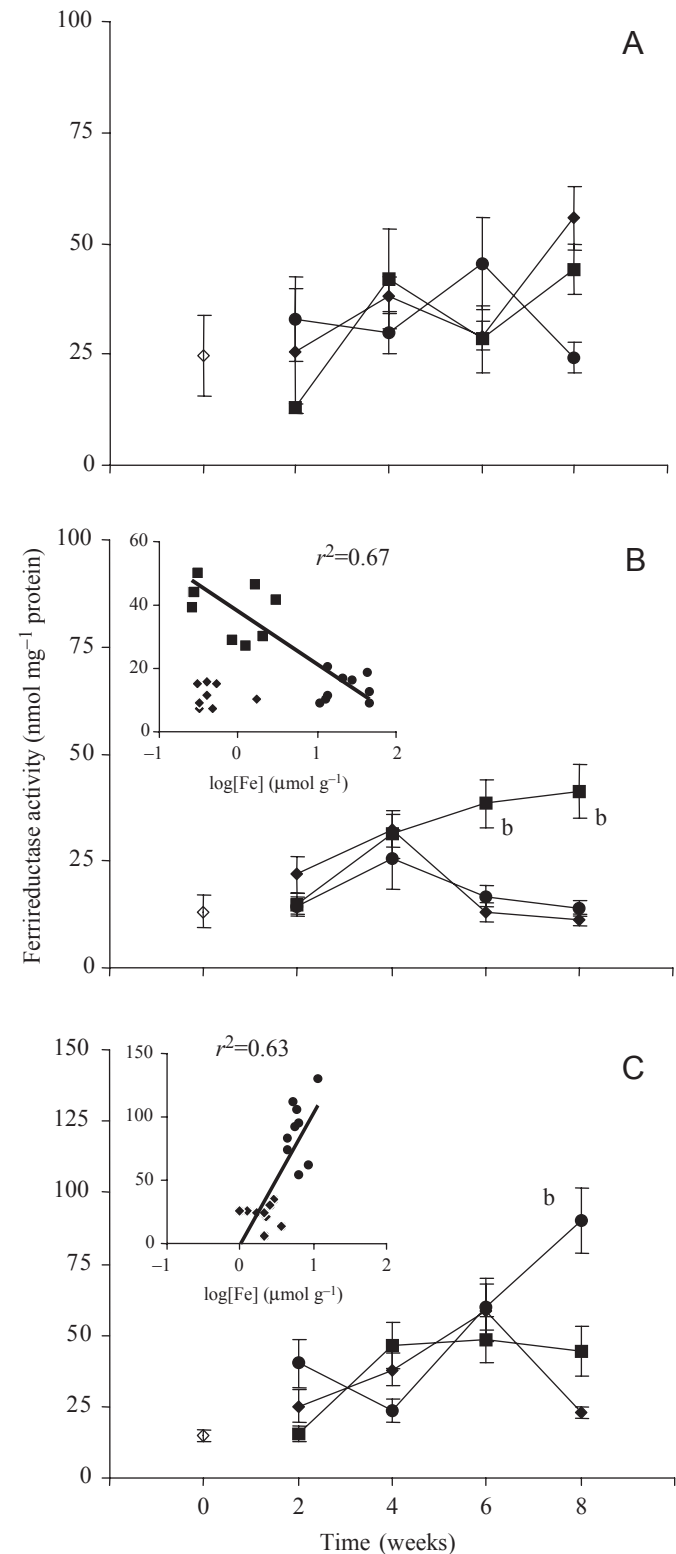 A
100
75
50
25
0
Ferrireductase activity (nmol mg⁻¹ protein)
B
100
75
50
25
0
60
40
20
0
r²=0.67
−1 0 1 2
log[Fe] (μmol g⁻¹)
b
b
C
150
125
100
75
50
25
0
150
100
50
0
r²=0.63
−1 0 1 2
log[Fe] (μmol g⁻¹)
b
0 2 4 6 8
Time (weeks)